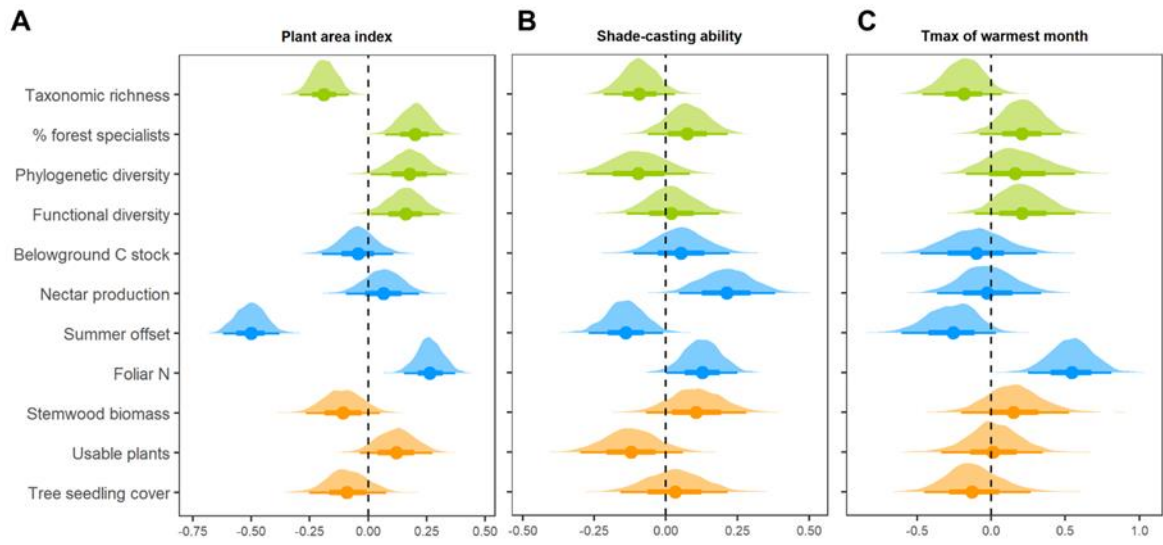 A
B
C
Plant area index
Shade-casting ability
Tmax of warmest month
Taxonomic richness
% forest specialists
Phylogenetic diversity
Functional diversity
Belowground C stock
Nectar production
Summer offset
Foliar N
Stemwood biomass
Usable plants
Tree seedling cover
-0.75 -0.50 -0.25 0.00 0.25 0.50
-0.50 -0.25 0.00 0.25 0.50
-0.5 0.0 0.5 1.0